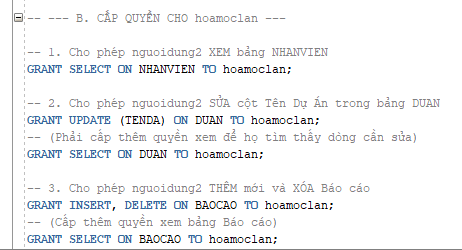 -- --- B. CẤP QUYỀN CHO hoamoclan ---
-- 1. Cho phép nguoidung2 XEM bảng NHANVIEN
GRANT SELECT ON NHANVIEN TO hoamoclan;
-- 2. Cho phép nguoidung2 SỬA cột Tên Dự Án trong bảng DUAN
GRANT UPDATE (TENDA) ON DUAN TO hoamoclan;
-- (Phải cấp thêm quyền xem để họ tìm thấy dòng cần sửa)
GRANT SELECT ON DUAN TO hoamoclan;
-- 3. Cho phép nguoidung2 THÊM mới và XÓA Báo cáo
GRANT INSERT, DELETE ON BAOCAO TO hoamoclan;
-- (Cấp thêm quyền xem bảng Báo cáo)
GRANT SELECT ON BAOCAO TO hoamoclan;